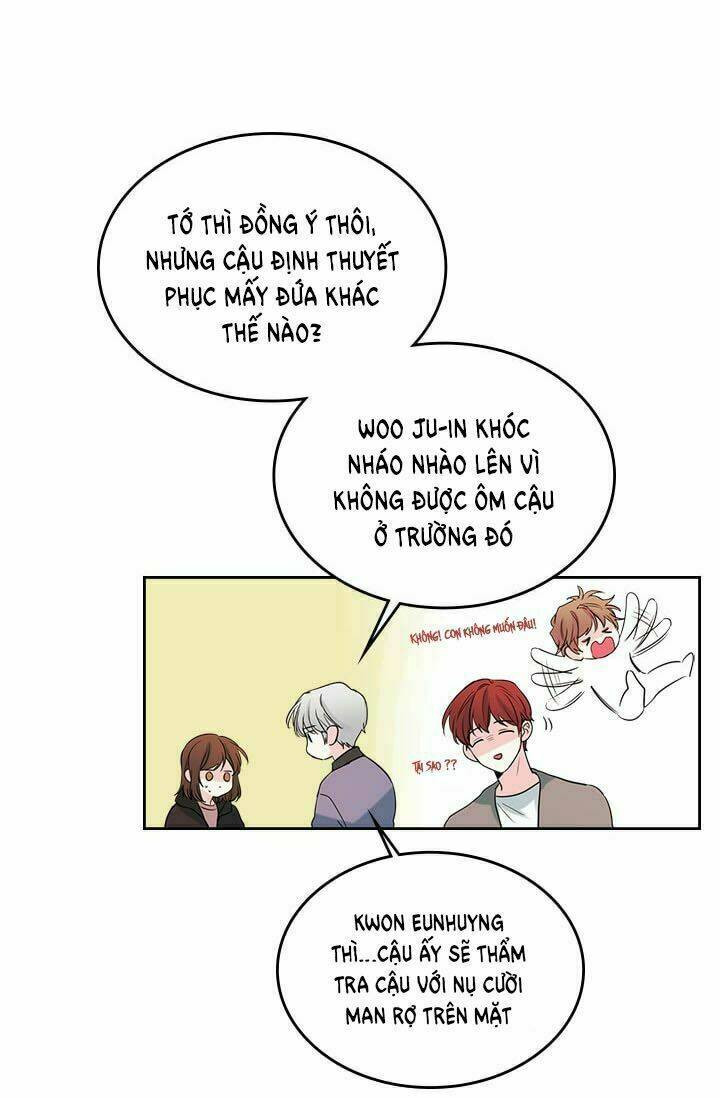 TỚ THÌ ĐỒNG Ý THÔI,
NHƯNG CẬU ĐỊNH THUYẾT
PHỤC MẤY ĐỨA KHÁC
THẾ NÀO?
WOO JU-IN KHÓC
NHÁO NHÀO LÊN VÌ
KHÔNG ĐƯỢC ÔM CẬU
Ở TRƯỜNG ĐÓ
KHÔNG! CON KHÔNG MUỐN ĐÂU!
TẠI SAO ??
KWON EUNHUYNG
THÌ...CẬU ẤY SẼ THẨM
TRA CẬU VỚI NỤ CƯỜI
MAN RỢ TRÊN MẶT